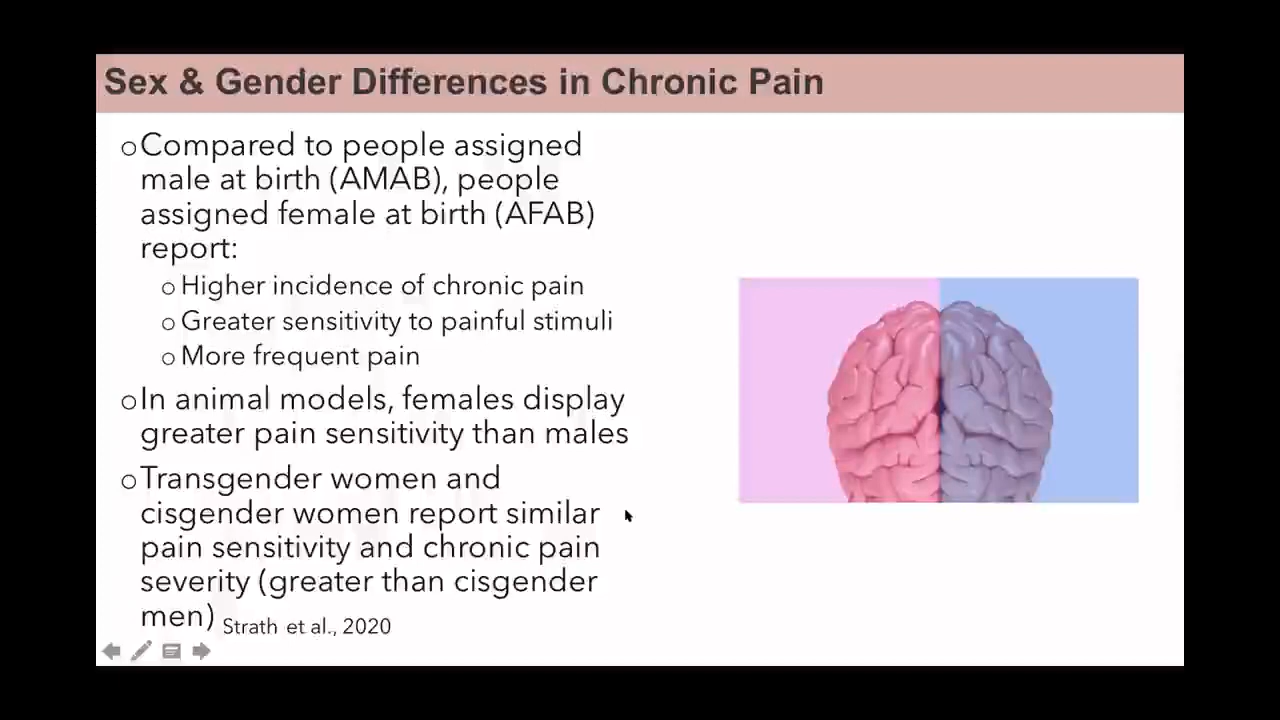 Sex & Gender Differences in Chronic Pain
○Compared to people assigned
male at birth (AMAB), people
assigned female at birth (AFAB)
report:
○ Higher incidence of chronic pain
○ Greater sensitivity to painful stimuli
○ More frequent pain
○In animal models, females display
greater pain sensitivity than males
○Transgender women and
cisgender women report similar
pain sensitivity and chronic pain
severity (greater than cisgender
men) Strath et al., 2020